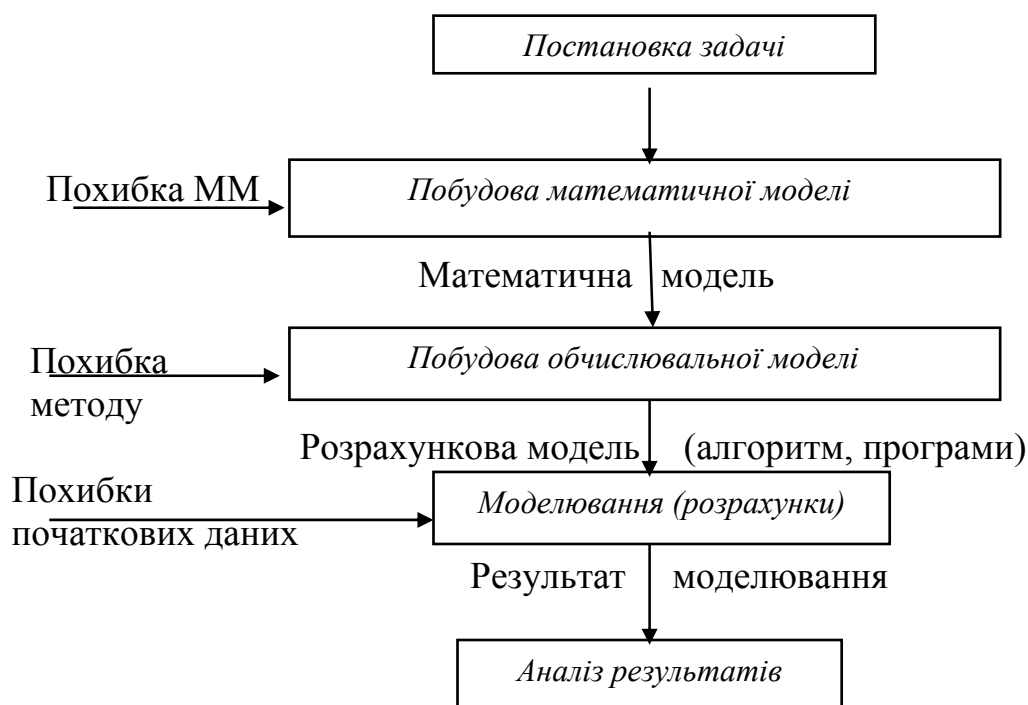 Постановка задачі
Похибка ММ
Побудова математичної моделі
Математична модель
Похибка
методу
Побудова обчислювальної моделі
Розрахункова модель (алгоритм, програми)
Похибки
початкових даних
Моделювання (розрахунки)
Результат моделювання
Аналіз результатів